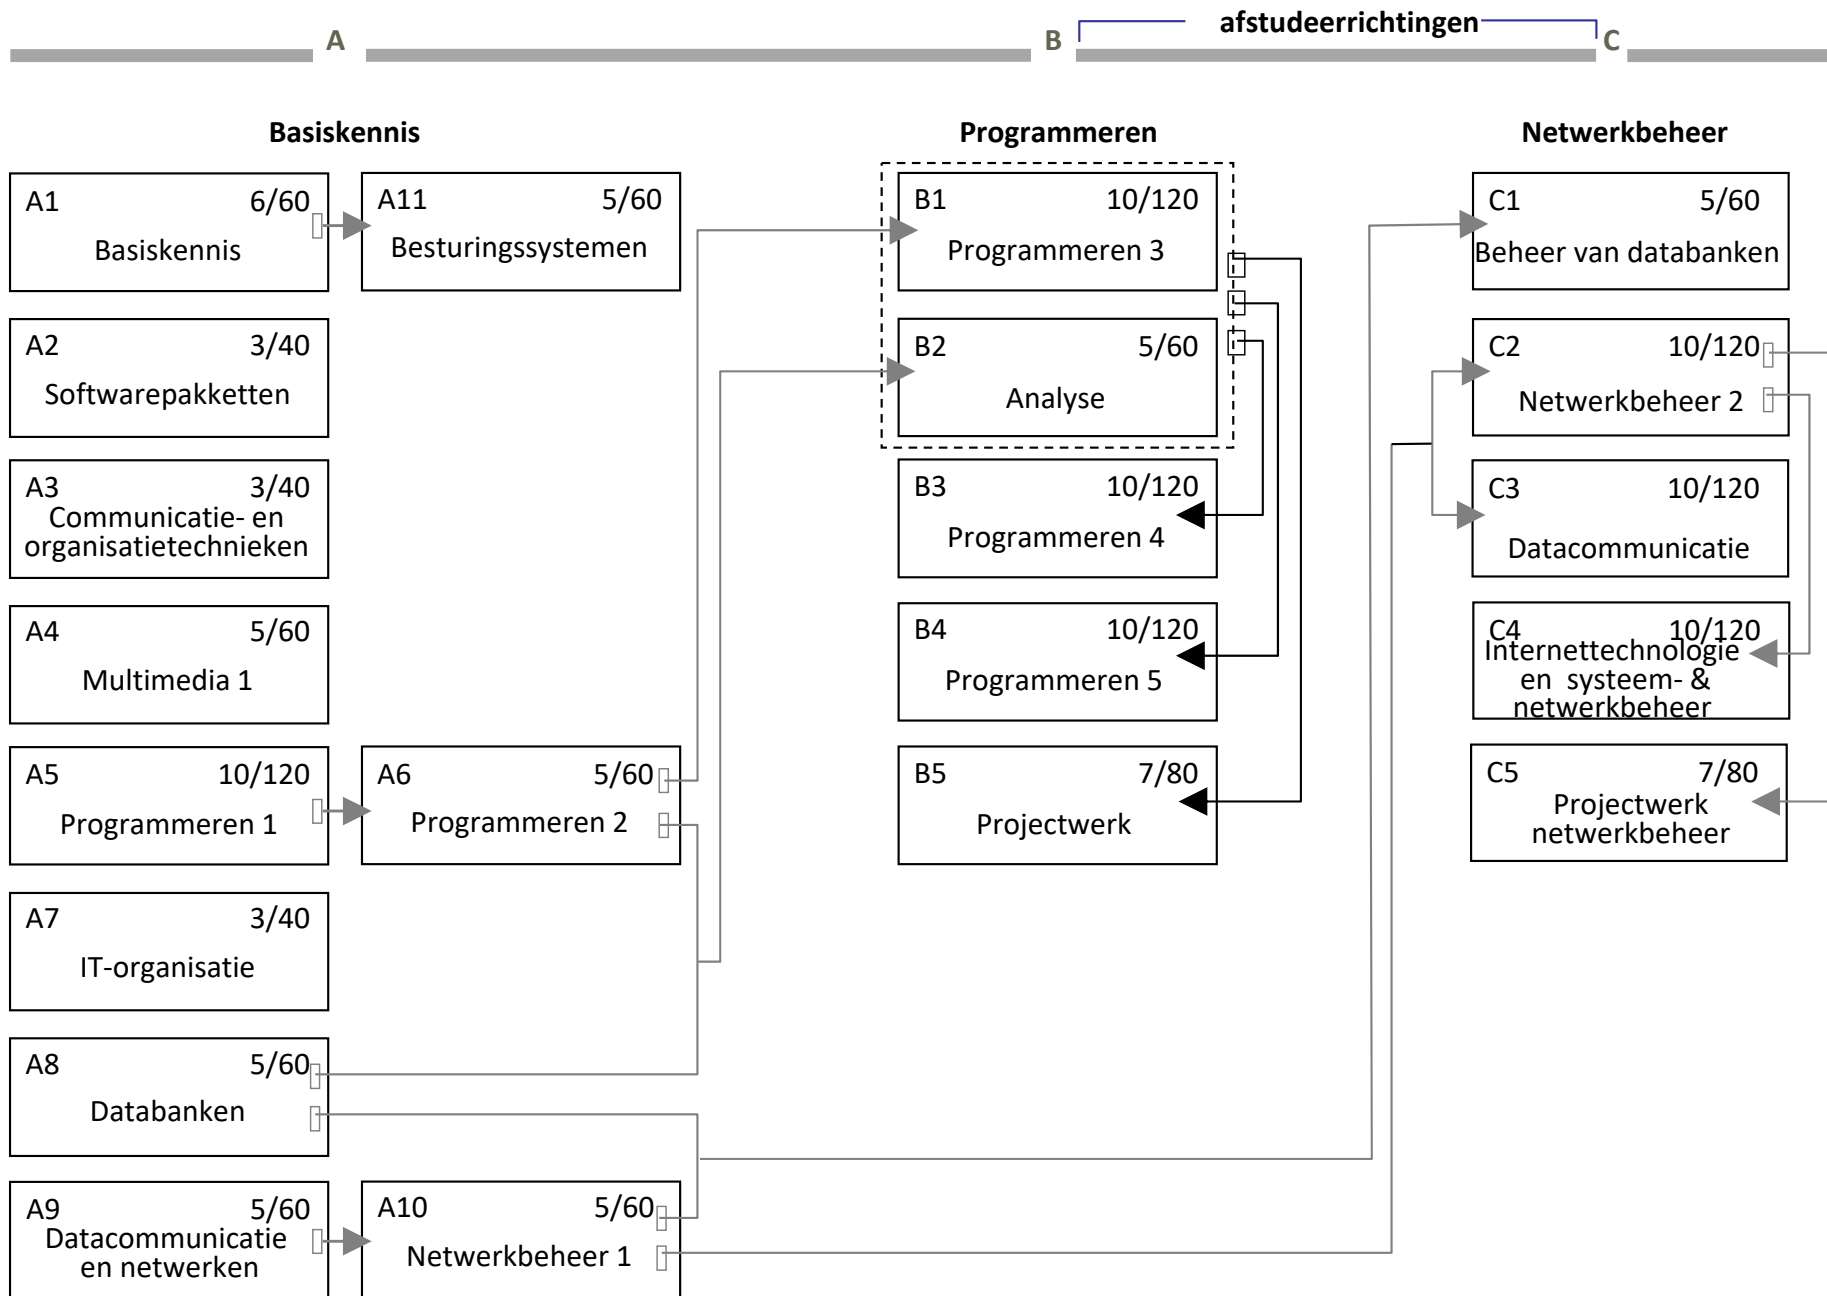 afstudeerrichtingen
A
B
C
Basiskennis
Programmeren
Netwerkbeheer
A1 6/60
Basiskennis
A11 5/60
Besturingssystemen
B1 10/120
Programmeren 3
C1 5/60
Beheer van databanken
A2 3/40
Softwarepakketten
B2 5/60
Analyse
C2 10/120
Netwerkbeheer 2
A3 3/40
Communicatie- en
organisatietechnieken
B3 10/120
Programmeren 4
C3 10/120
Datacommunicatie
A4 5/60
Multimedia 1
B4 10/120
Programmeren 5
C4 10/120
Internettechnologie
en systeem- &
netwerkbeheer
A5 10/120
Programmeren 1
A6 5/60
Programmeren 2
B5 7/80
Projectwerk
C5 7/80
Projectwerk
netwerkbeheer
A7 3/40
IT-organisatie
A8 5/60
Databanken
A9 5/60
Datacommunicatie
en netwerken
A10 5/60
Netwerkbeheer 1